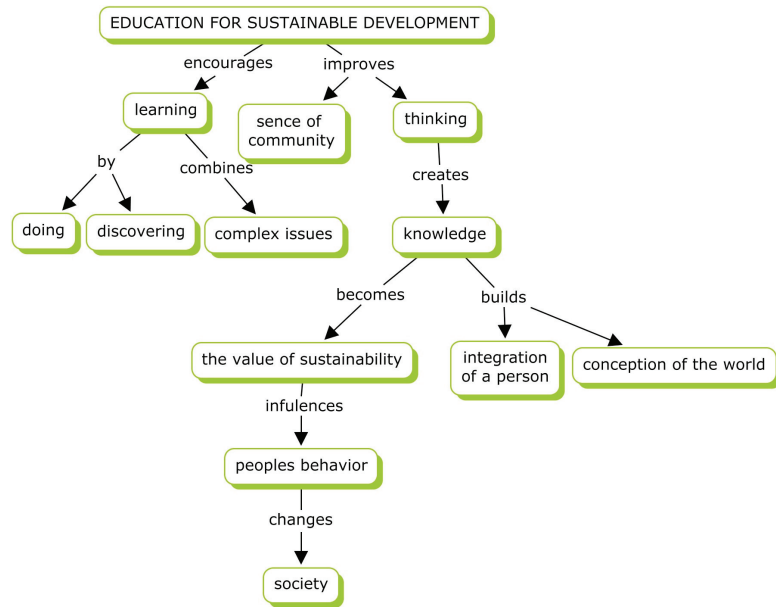 EDUCATION FOR SUSTAINABLE DEVELOPMENT
encourages
improves
learning
sence of
community
thinking
by
combines
creates
doing
discovering
complex issues
knowledge
becomes
builds
the value of sustainability
integration
of a person
conception of the world
infulences
peoples behavior
changes
society